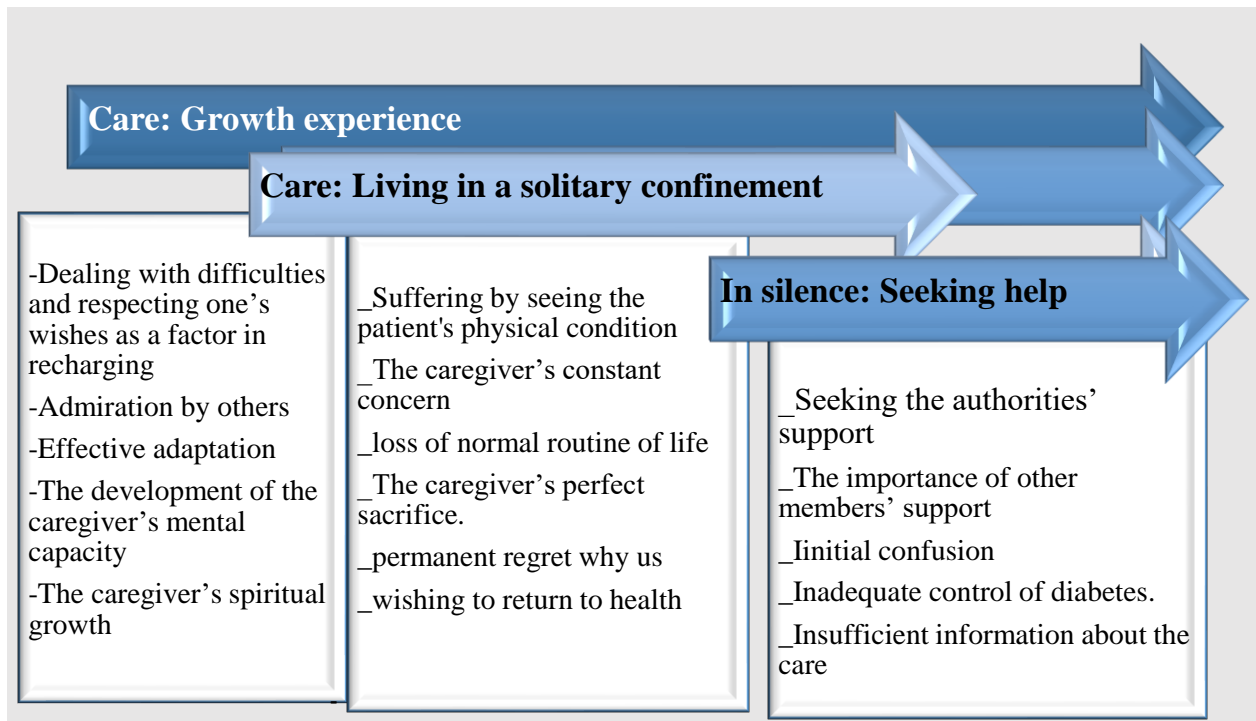 Care: Growth experience
Care: Living in a solitary confinement
In silence: Seeking help
-Dealing with difficulties
and respecting one’s
wishes as a factor in
recharging
-Admiration by others
-Effective adaptation
-The development of the
caregiver’s mental
capacity
-The caregiver’s spiritual
growth
_Suffering by seeing the
patient's physical condition
_The caregiver’s constant
concern
_loss of normal routine of life
_The caregiver’s perfect
sacrifice.
_permanent regret why us
_wishing to return to health
_Seeking the authorities’
support
_The importance of other
members’ support
_Iinitial confusion
_Inadequate control of diabetes.
_Insufficient information about the
care